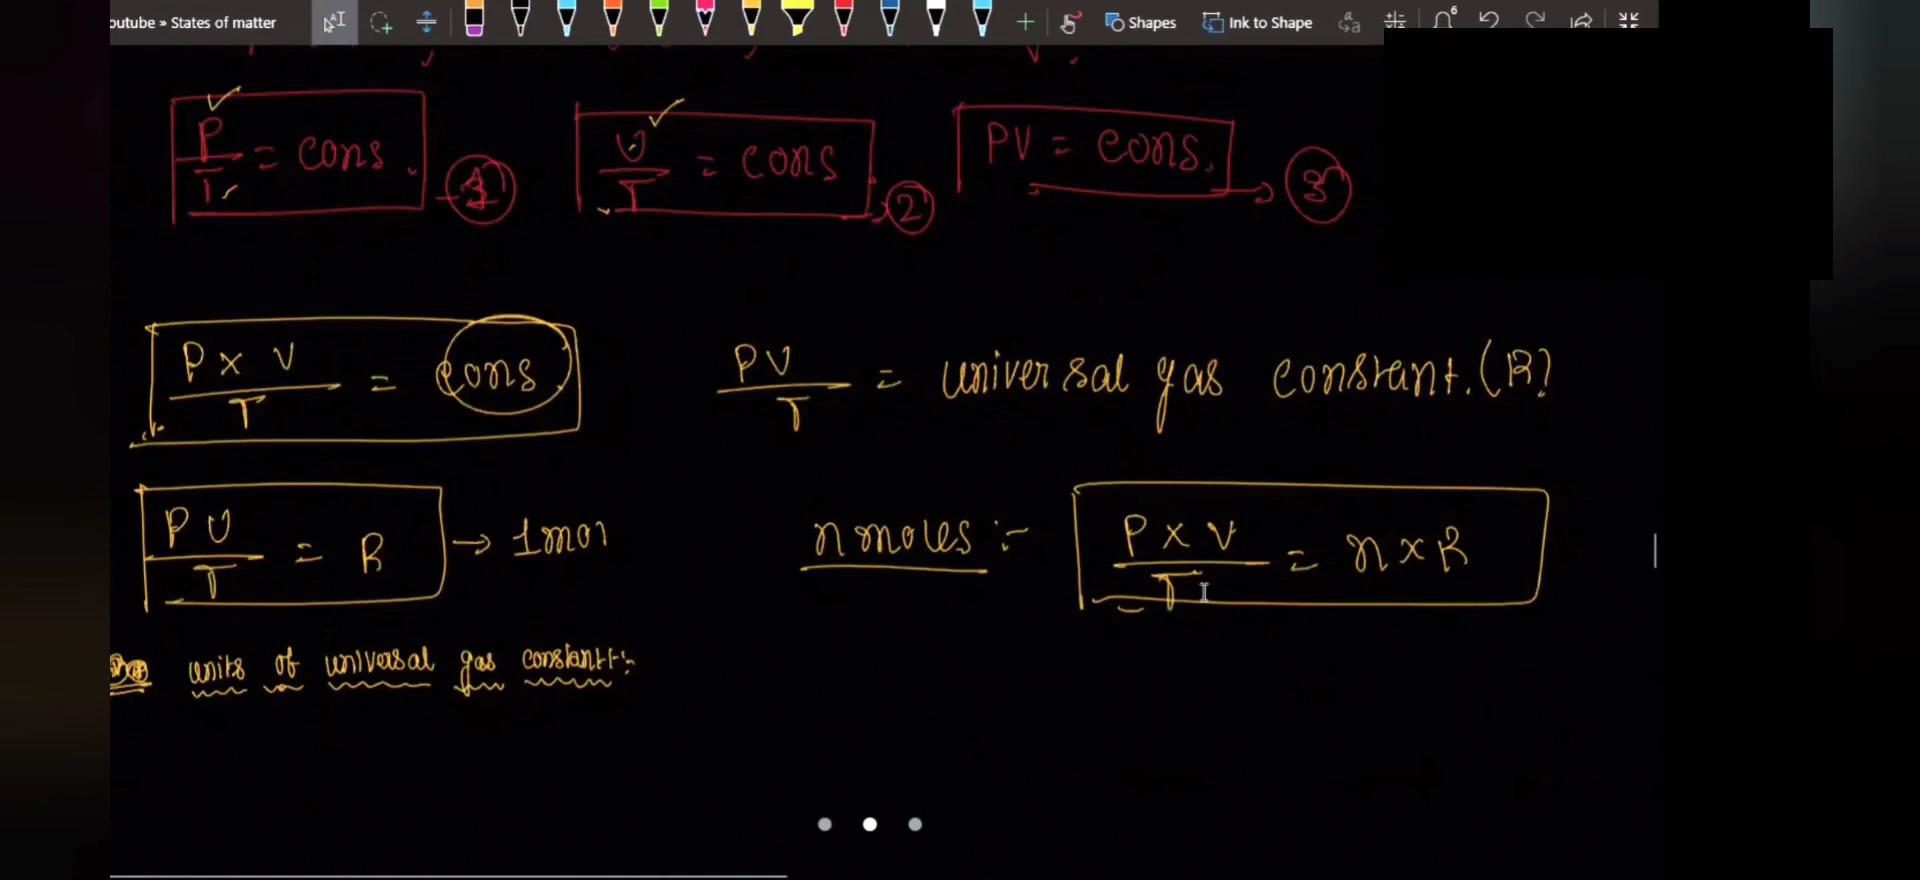 outube » States of matter
Shapes Ink to Shape 6
P/T = cons. → 1 V/T = cons → 2 PV = cons. → 3
P x V / T = cons. PV / T = universal gas constant. (R)
PV / T = R → 1 mol n moles :- P x V / T = n x R
units of universal gas constant :-